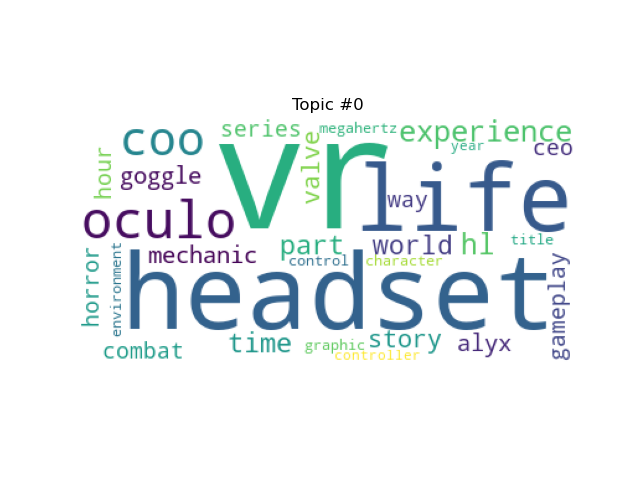 Topic #0
series megahertz experience
coo vr valve year ceo
hour goggle life
way
oculo part world hl title
mechanic control character
horror environment headset gameplay
combat time graphic story alyx
controller